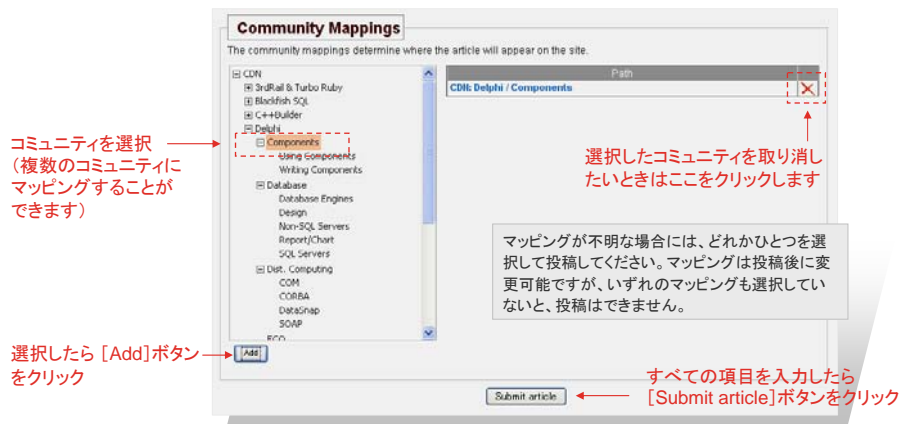 Community Mappings
The community mappings determine where the article will appear on the site.
CDN
3rdRail & Turbo Ruby
Blackfish SQL
C++Builder
Delphi
Components
Using Components
Writing Components
Database
Database Engines
Design
Non-SQL Servers
Report/Chart
SQL Servers
Dist. Computing
COM
CORBA
DataSnap
SOAP
ECO
Path
CDN: Delphi / Components
コミュニティを選択
（複数のコミュニティに
マッピングすることが
できます）
選択したコミュニティを取り消し
たいときはここをクリックします
マッピングが不明な場合には、どれかひとつを選
択して投稿してください。マッピングは投稿後に変
更可能ですが、いずれのマッピングも選択してい
ないと、投稿はできません。
選択したら［Add］ボタン
をクリック
Add
Submit article
すべての項目を入力したら
［Submit article］ボタンをクリック